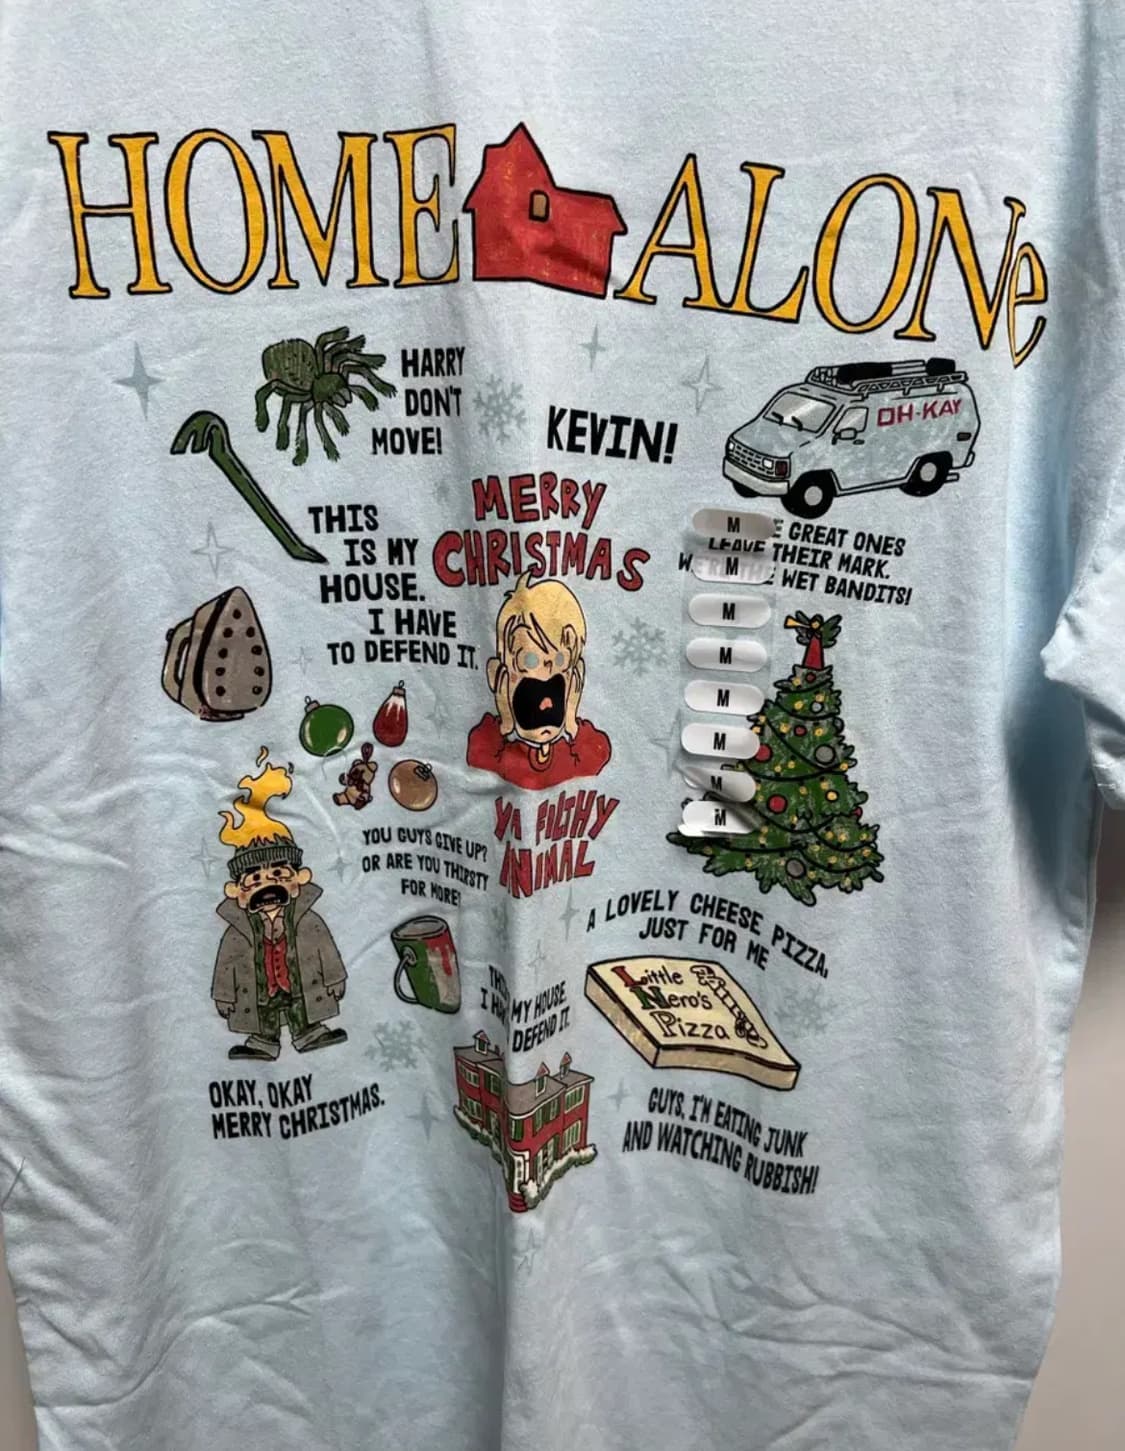 HOME ALONe
HARRY
DON'T
MOVE!
KEVIN!
OH-KAY
MERRY
CHRISTMAS
THIS
IS MY
HOUSE.
I HAVE
TO DEFEND IT.
M
GREAT ONES
LEAVE THEIR MARK.
M
WET BANDITS!
M
M
M
M
M
M
YA FILTHY
ANIMAL
YOU GUYS GIVE UP?
OR ARE YOU THIRSTY
FOR MORE!
A LOVELY CHEESE PIZZA,
JUST FOR ME
Little
Nero's
Pizza
MY HOUSE.
I
DEFEND IT.
OKAY, OKAY
MERRY CHRISTMAS.
GUYS, I'M EATING JUNK
AND WATCHING RUBBISH!